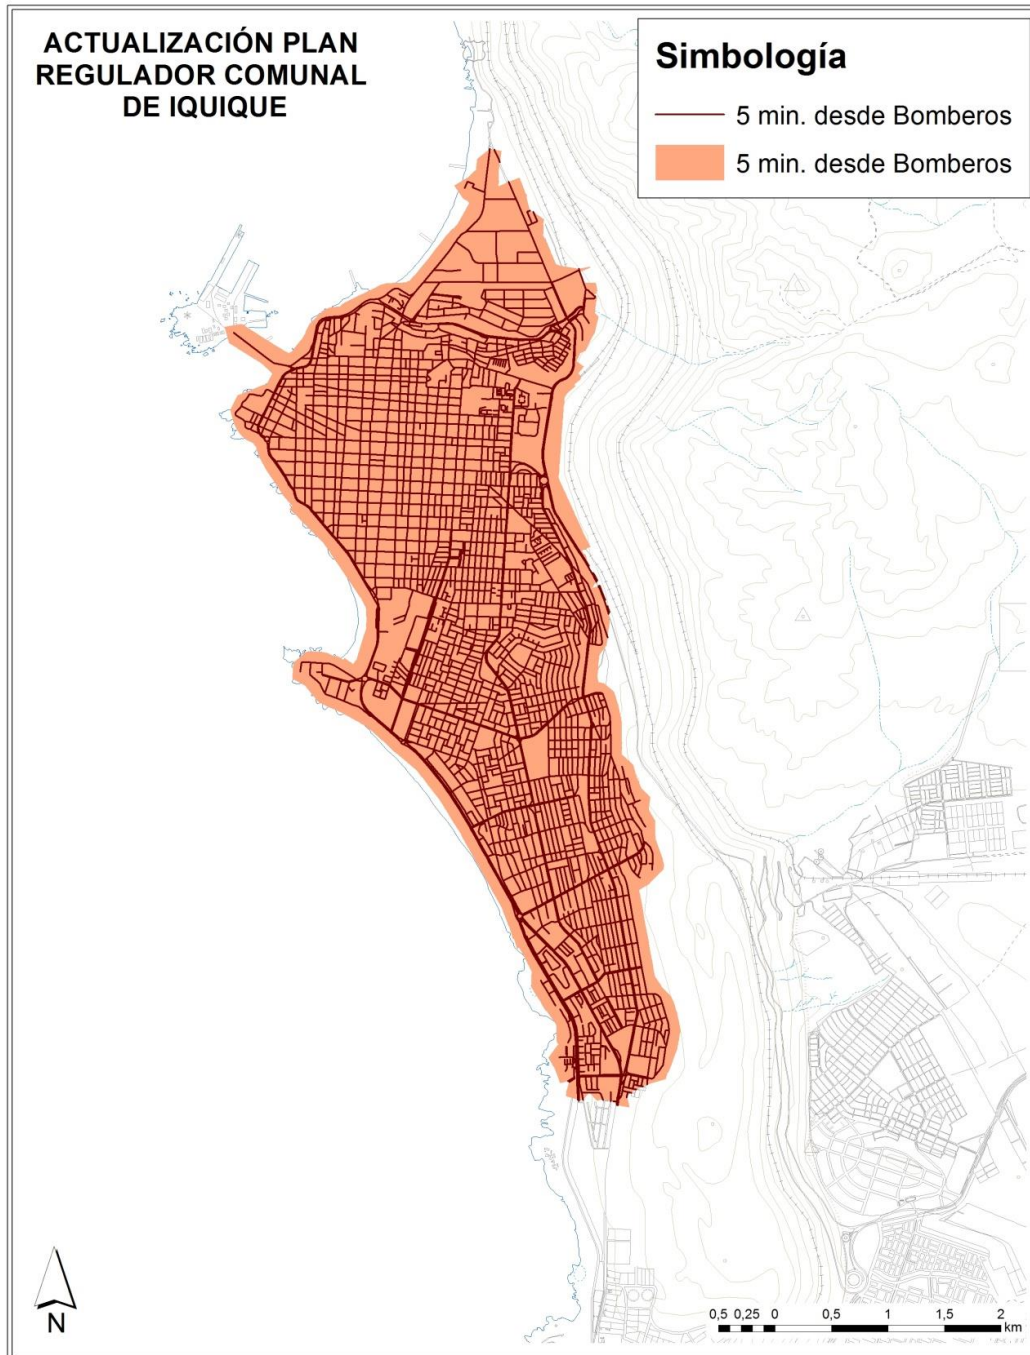 ACTUALIZACIÓN PLAN
REGULADOR COMUNAL
DE IQUIQUE
Simbología
5 min. desde Bomberos
5 min. desde Bomberos
N
0,5 0,25 0 0,5 1 1,5 2
km